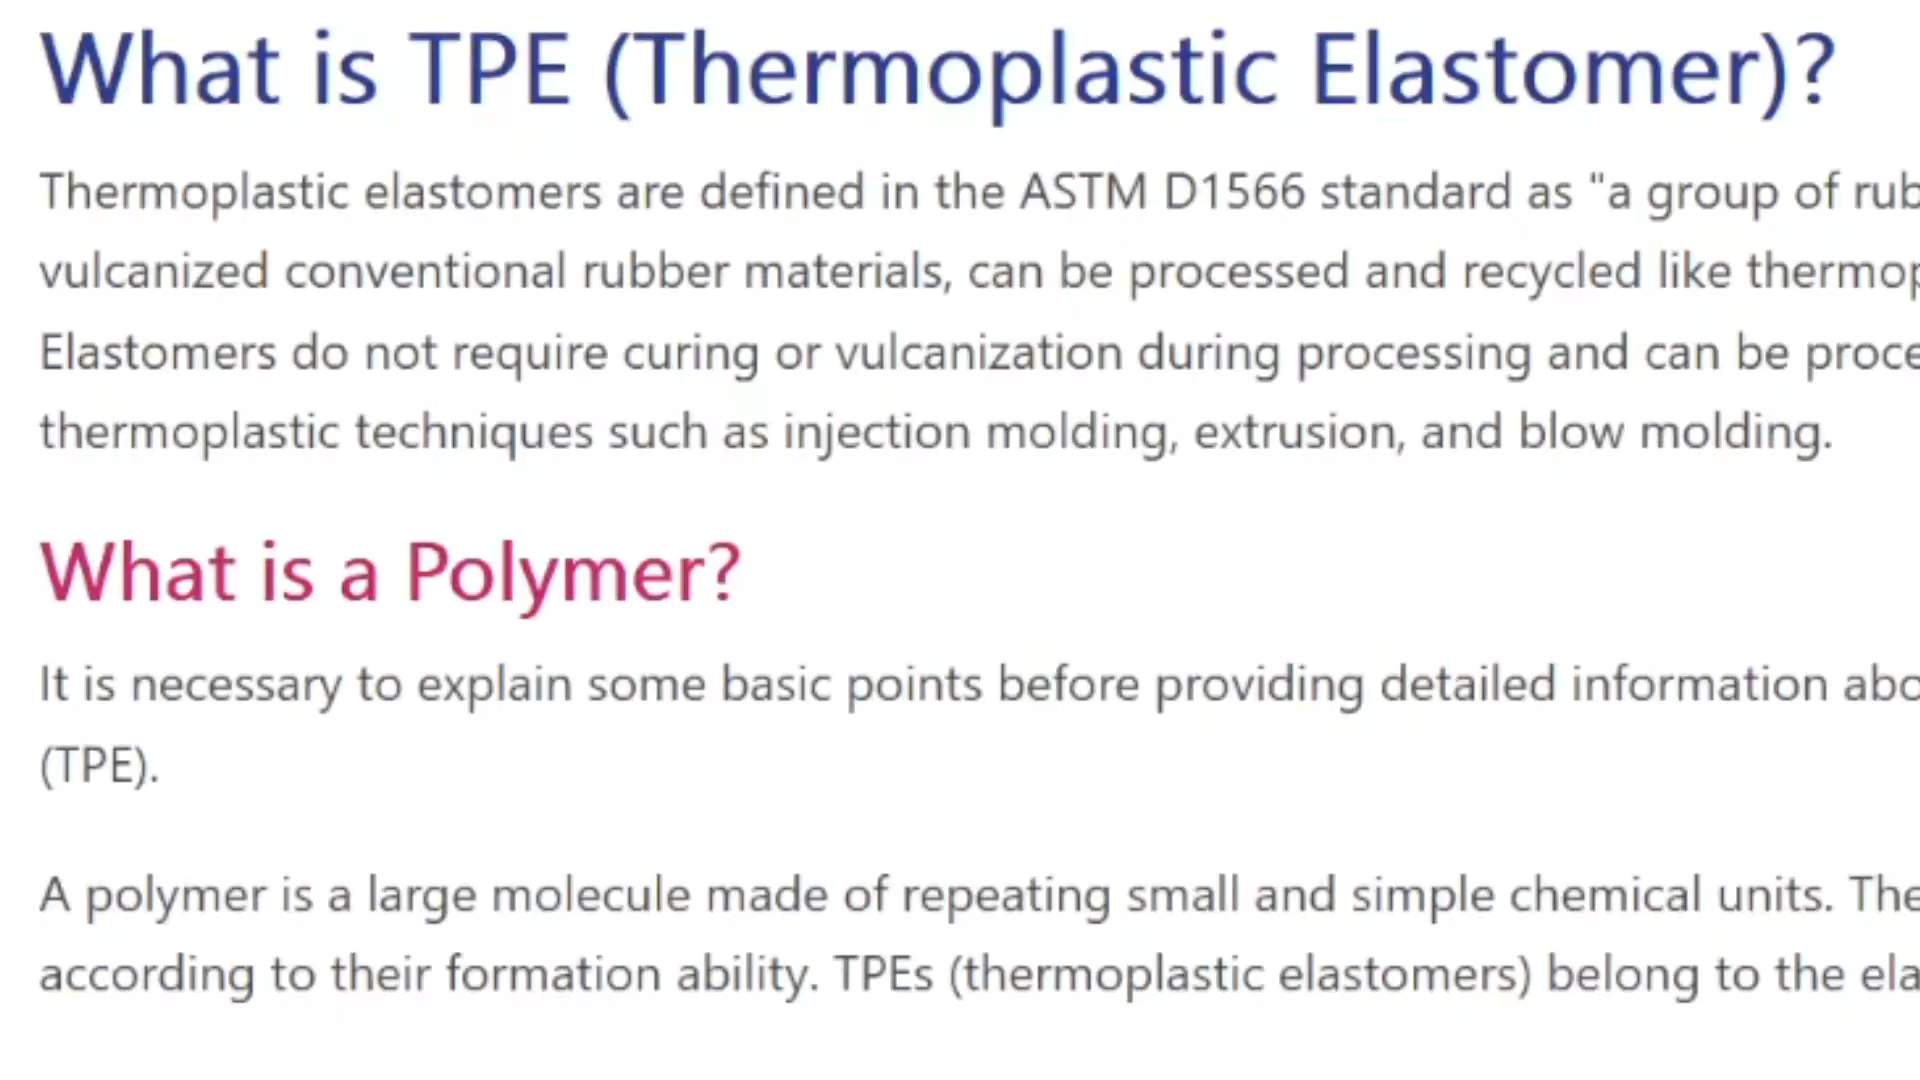 What is TPE (Thermoplastic Elastomer)?
Thermoplastic elastomers are defined in the ASTM D1566 standard as "a group of rub
vulcanized conventional rubber materials, can be processed and recycled like thermop
Elastomers do not require curing or vulcanization during processing and can be proce
thermoplastic techniques such as injection molding, extrusion, and blow molding.
What is a Polymer?
It is necessary to explain some basic points before providing detailed information abo
(TPE).
A polymer is a large molecule made of repeating small and simple chemical units. The
according to their formation ability. TPEs (thermoplastic elastomers) belong to the ela